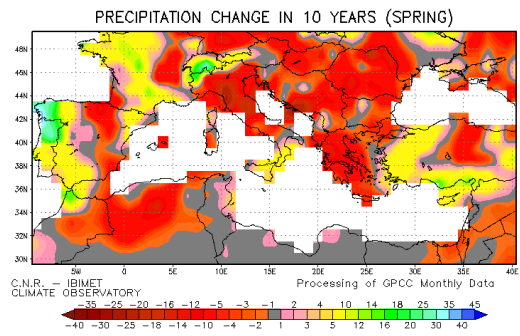 PRECIPITATION CHANGE IN 10 YEARS (SPRING)
48N
46N
44N
42N
40N
38N
36N
34N
32N
30N
5W 0 5E 10E 15E 20E 25E 30E 35E 40E
C.N.R. - IBIMET
CLIMATE OBSERVATORY
Processing of GPCC Monthly Data
-35 -25 -18 -14 -10 -5 -3 -1 2 4 10 14 18 25 35 45
-40 -30 -20 -16 -12 -6 -4 -2 1 3 5 12 16 20 30 40